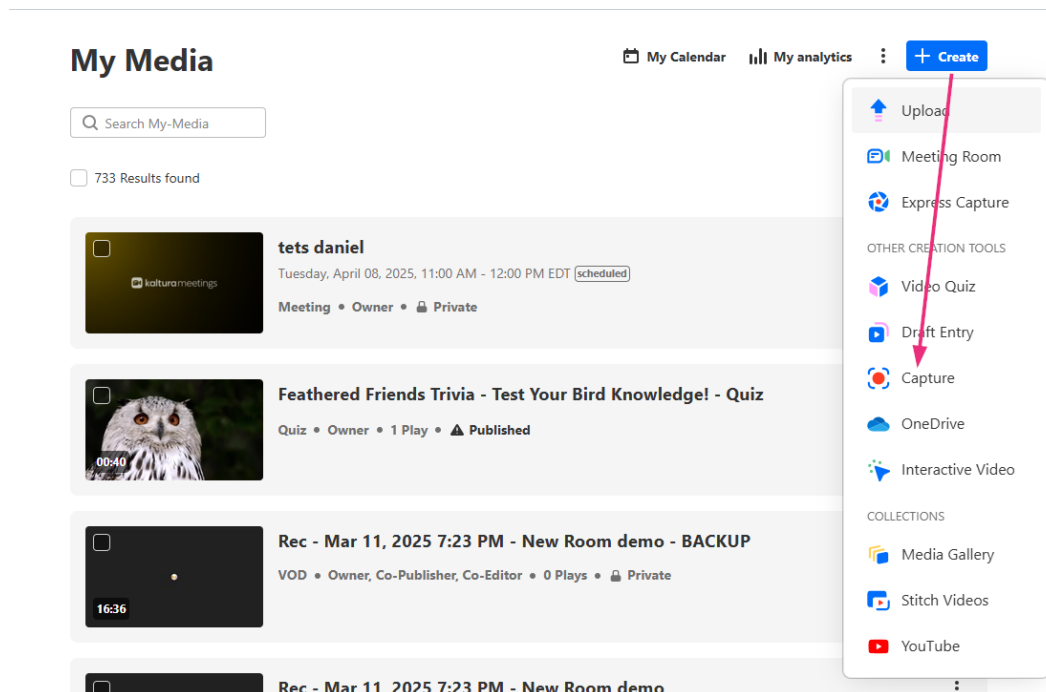 My Media
My Calendar
My analytics
+ Create
Search My-Media
733 Results found
kalturameetings
tets daniel
Tuesday, April 08, 2025, 11:00 AM - 12:00 PM EDT scheduled
Meeting • Owner • Private
00:40
Feathered Friends Trivia - Test Your Bird Knowledge! - Quiz
Quiz • Owner • 1 Play • Published
16:36
Rec - Mar 11, 2025 7:23 PM - New Room demo - BACKUP
VOD • Owner, Co-Publisher, Co-Editor • 0 Plays • Private
Rec - Mar 11, 2025 7:23 PM - New Room demo
Upload
Meeting Room
Express Capture
OTHER CREATION TOOLS
Video Quiz
Draft Entry
Capture
OneDrive
Interactive Video
COLLECTIONS
Media Gallery
Stitch Videos
YouTube